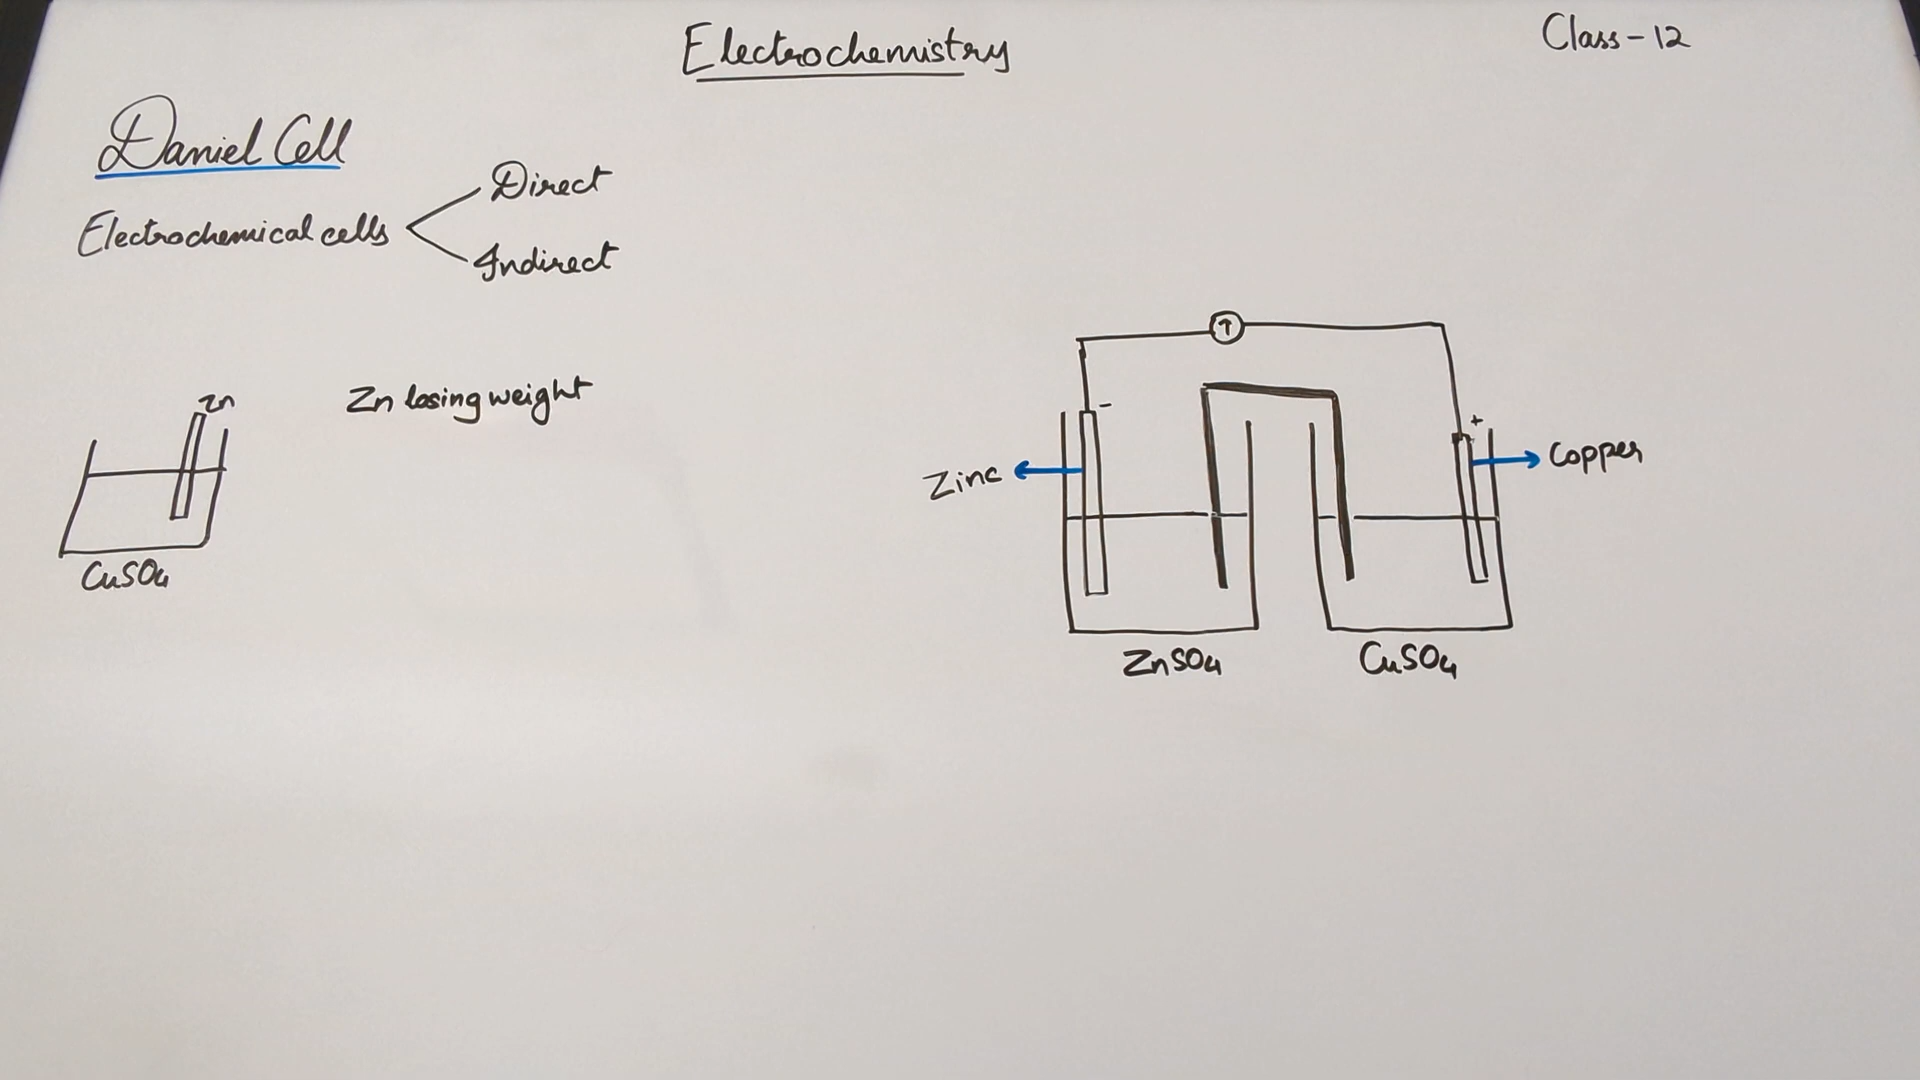 Electrochemistry
Class - 12
Daniel Cell
Electrochemical cells
Direct
Indirect
Zn
Zn losing weight
CuSO4
-
+
Zinc
Copper
ZnSO4
CuSO4